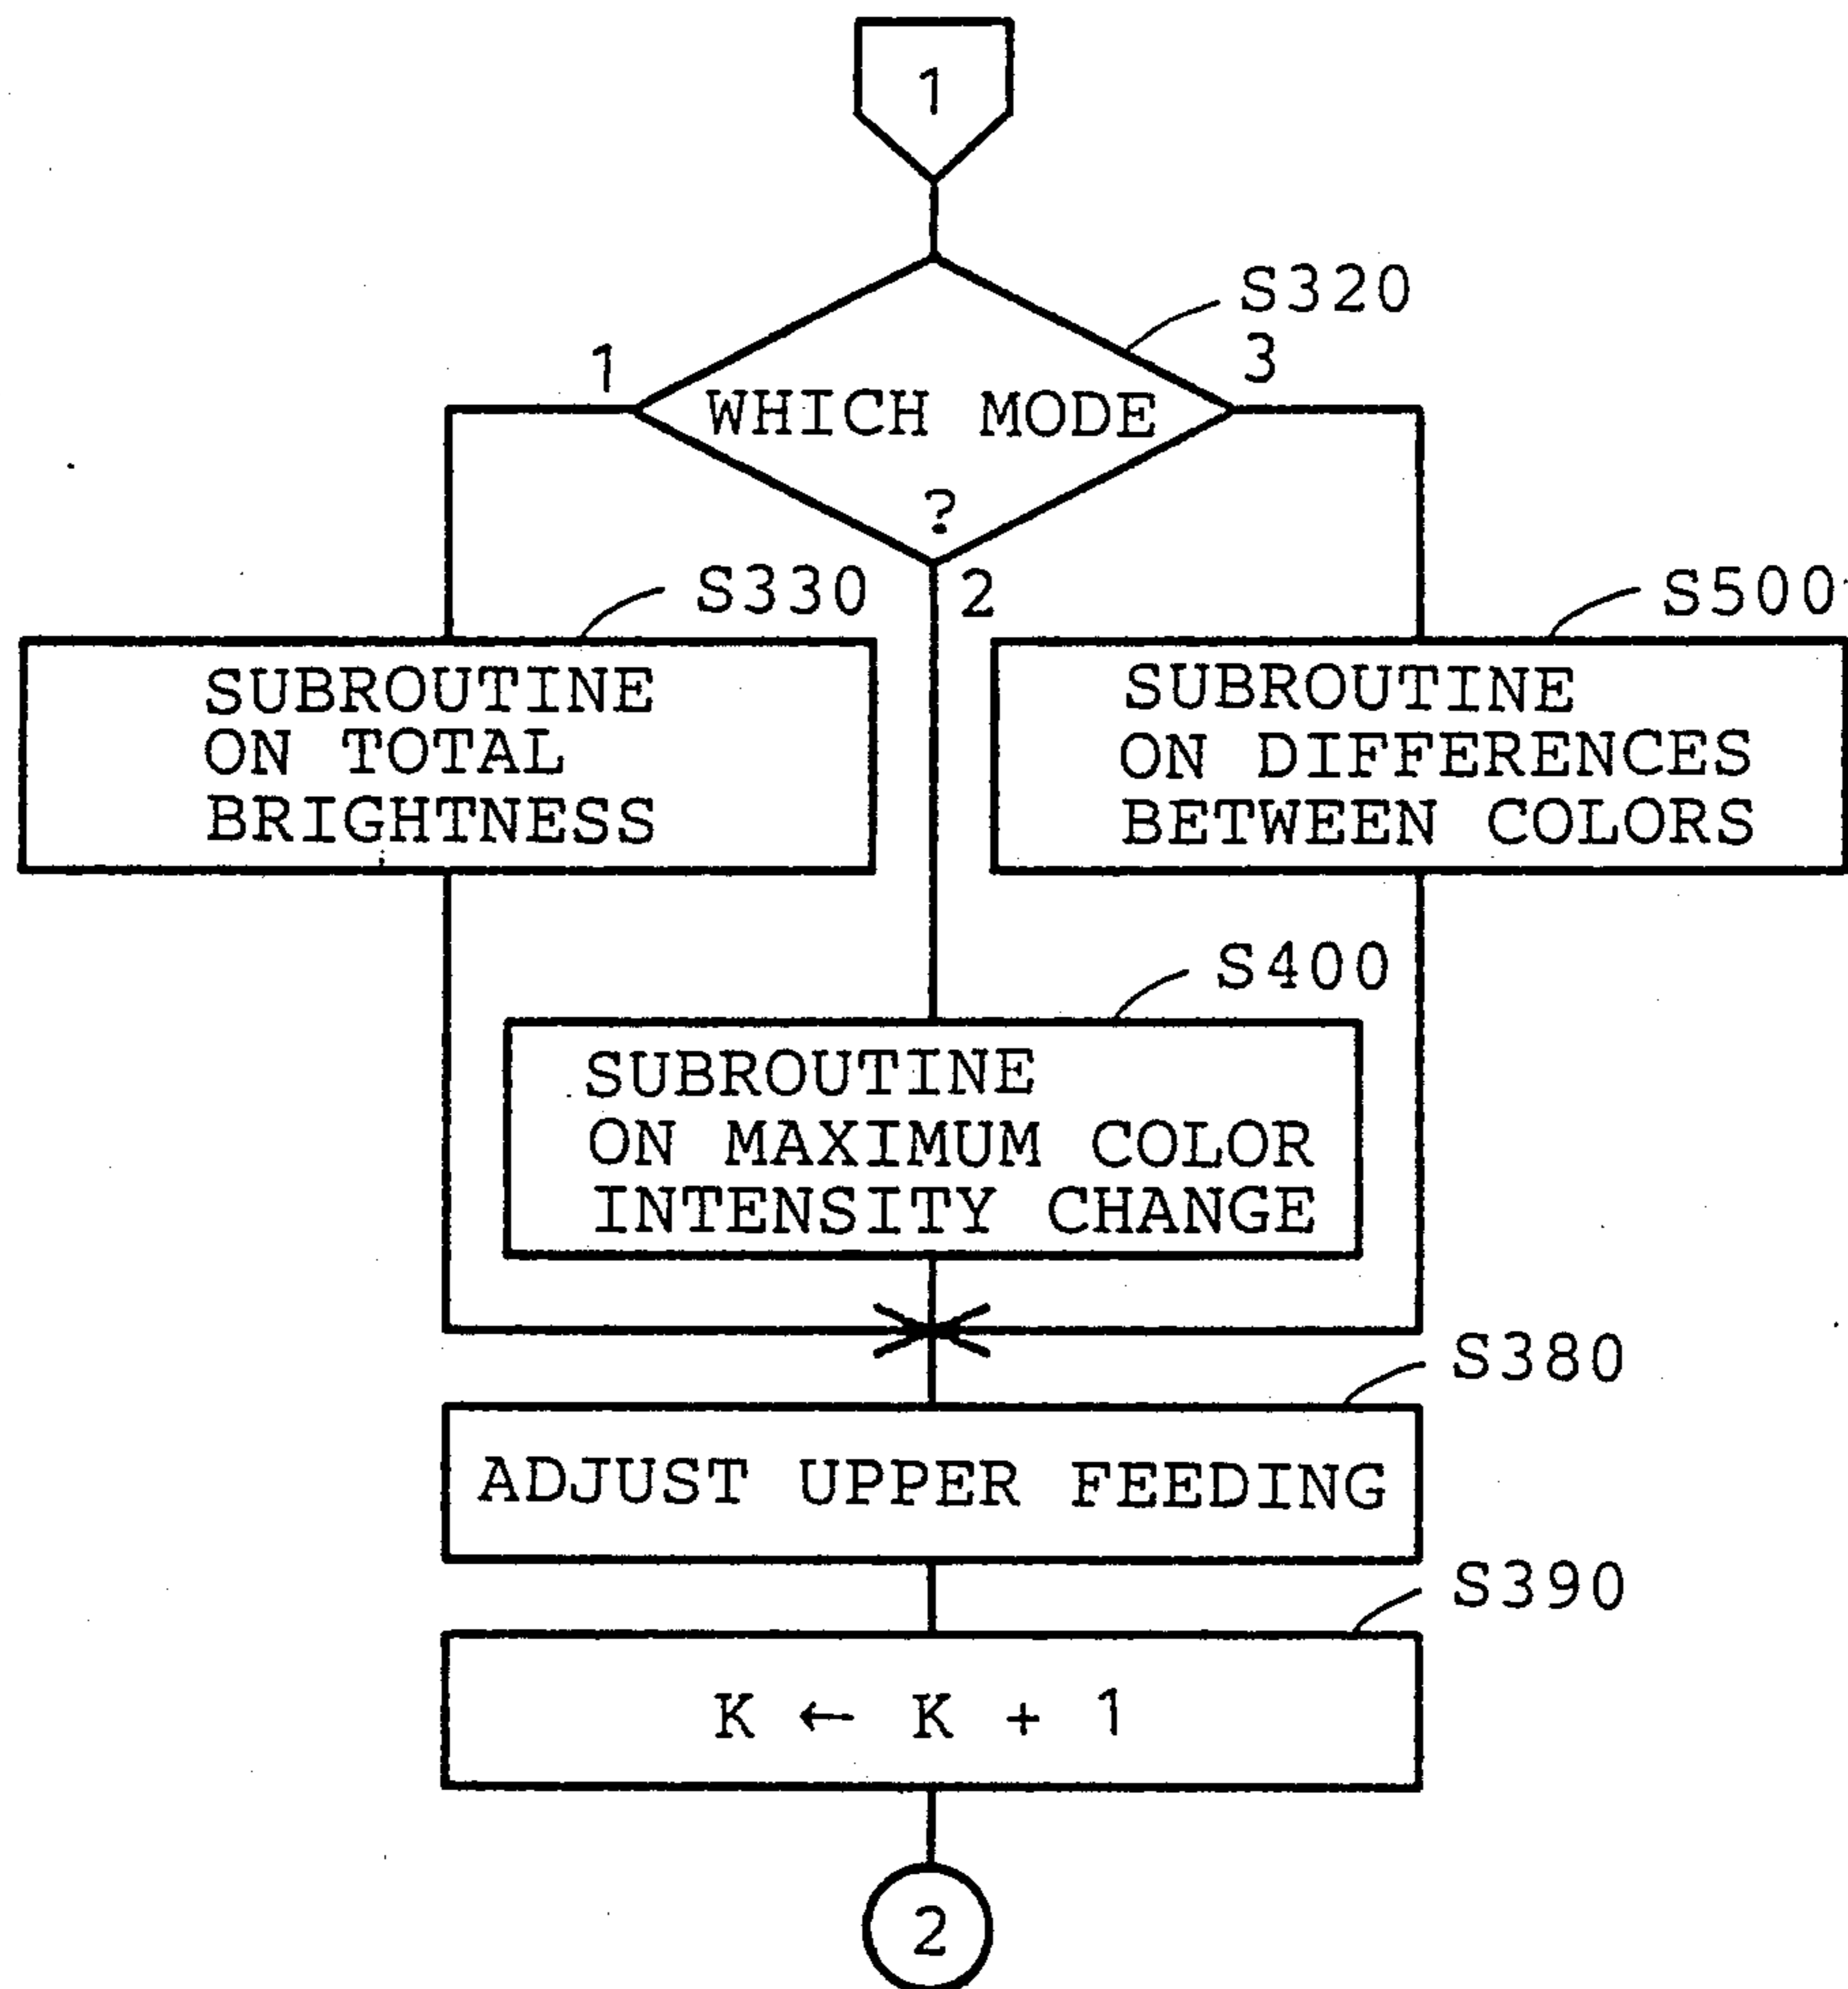 1
S320
1
3
WHICH MODE
?
2
S330
S500
SUBROUTINE
ON TOTAL
BRIGHTNESS
SUBROUTINE
ON DIFFERENCES
BETWEEN COLORS
S400
SUBROUTINE
ON MAXIMUM COLOR
INTENSITY CHANGE
S380
ADJUST UPPER FEEDING
S390
K ← K + 1
2